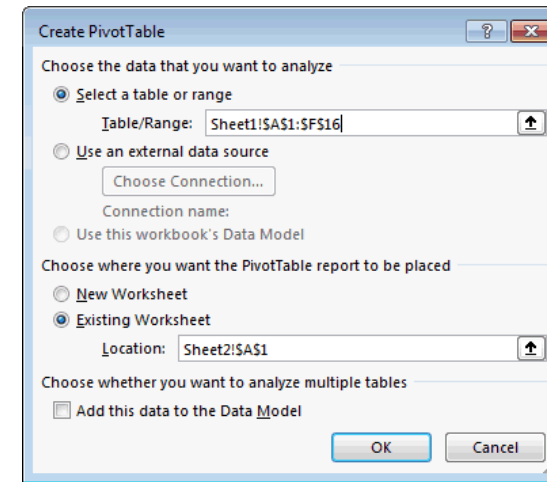 Create PivotTable
Choose the data that you want to analyze
Select a table or range
Table/Range: Sheet1!$A$1:$F$16
Use an external data source
Choose Connection...
Connection name:
Use this workbook's Data Model
Choose where you want the PivotTable report to be placed
New Worksheet
Existing Worksheet
Location: Sheet2!$A$1
Choose whether you want to analyze multiple tables
Add this data to the Data Model
OK Cancel